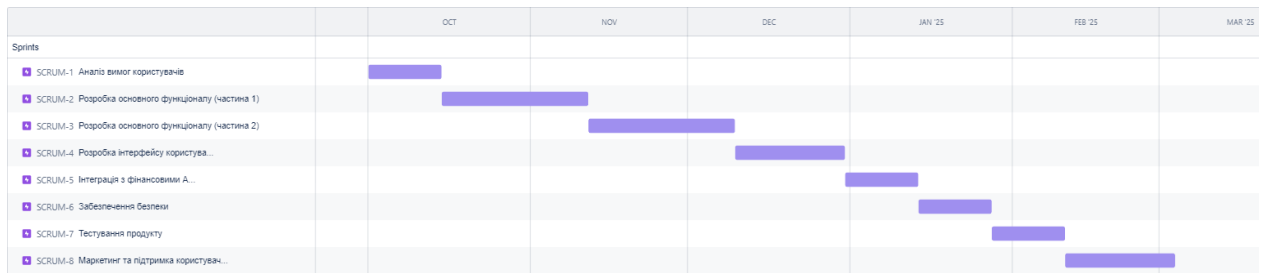 OCT NOV DEC JAN '25 FEB '25 MAR '25
Sprints
SCRUM-1 Аналіз вимог користувачів
SCRUM-2 Розробка основного функціоналу (частина 1)
SCRUM-3 Розробка основного функціоналу (частина 2)
SCRUM-4 Розробка інтерфейсу користува...
SCRUM-5 Інтеграція з фінансовими А...
SCRUM-6 Забезпечення безпеки
SCRUM-7 Тестування продукту
SCRUM-8 Маркетинг та підтримка користувач...